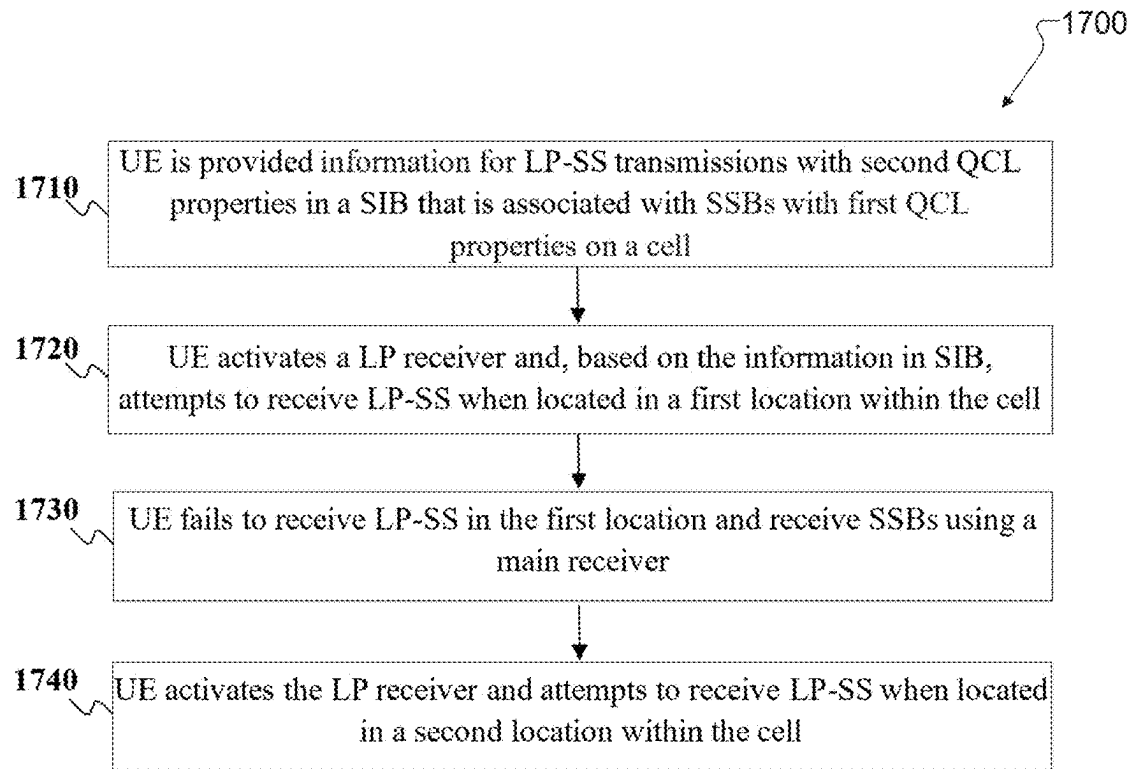 1700
1710
UE is provided information for LP-SS transmissions with second QCL
properties in a SIB that is associated with SSBs with first QCL
properties on a cell
1720
UE activates a LP receiver and, based on the information in SIB,
attempts to receive LP-SS when located in a first location within the cell
1730
UE fails to receive LP-SS in the first location and receive SSBs using a
main receiver
1740
UE activates the LP receiver and attempts to receive LP-SS when located
in a second location within the cell